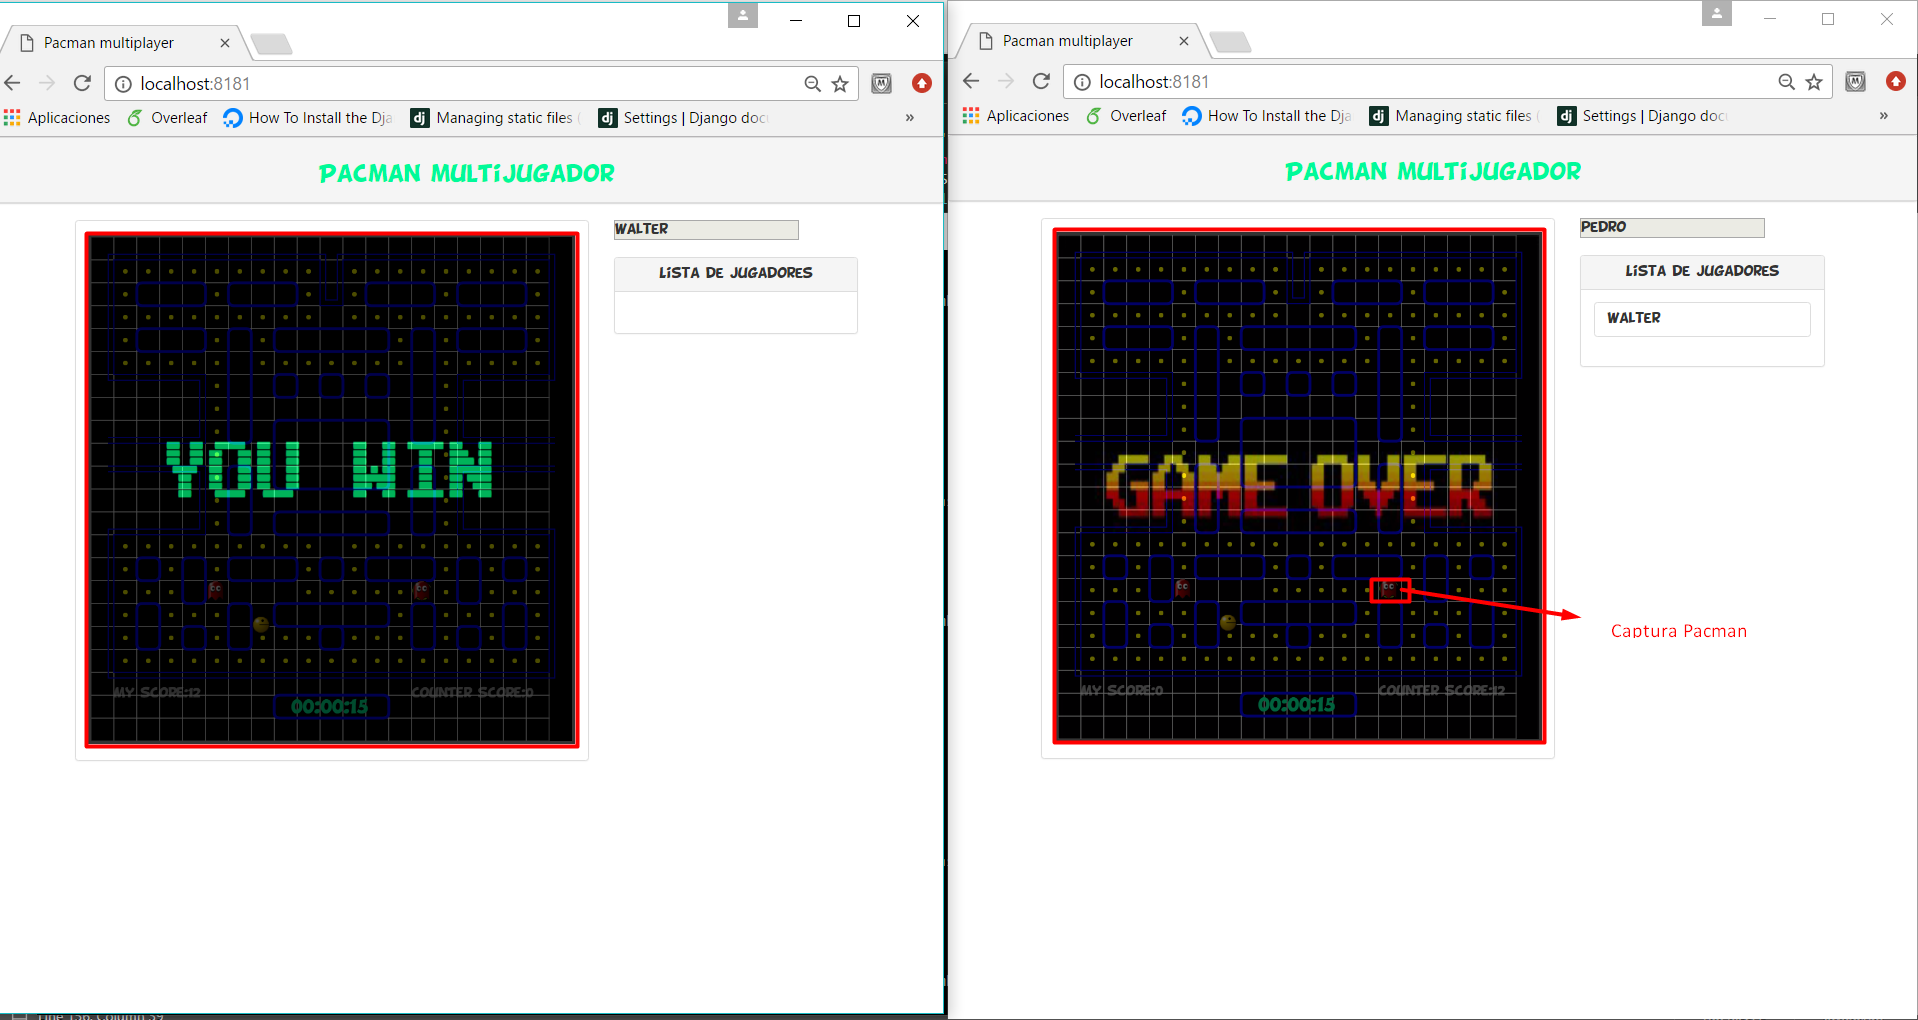 Pacman multiplayer
localhost:8181
Aplicaciones
Overleaf
How To Install the Dja
Managing static files (
Settings | Django docu
»
PACMAN MULTIJUGADOR
WALTER
LISTA DE JUGADORES
YOU WIN
MY SCORE:12
COUNTER SCORE:0
00:00:15
Pacman multiplayer
localhost:8181
Aplicaciones
Overleaf
How To Install the Dja
Managing static files (
Settings | Django docu
»
PACMAN MULTIJUGADOR
PEDRO
LISTA DE JUGADORES
WALTER
GAME OVER
Captura Pacman
MY SCORE:0
COUNTER SCORE:12
00:00:15